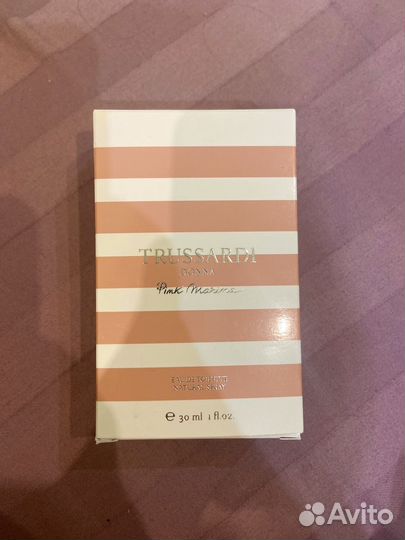 TRUSSARDI
DONNA
Pink Marina
EAU DE TOILETTE
NATURAL SPRAY
℮ 30 ml 1 fl.oz.
Avito